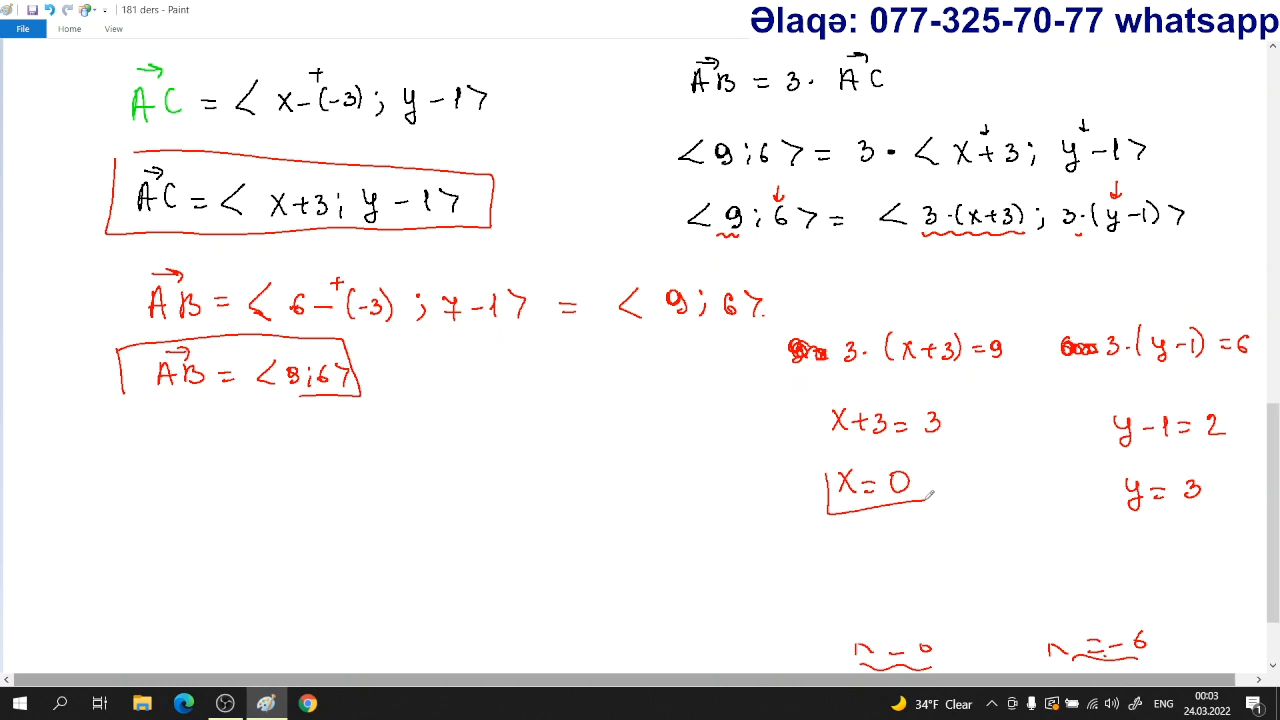 181 ders - Paint
Əlaqə: 077-325-70-77 whatsapp
File Home View
AC = < x - (-3) ; y - 1 >
+
AC = < x + 3 ; y - 1 >
AB = < 6 - (-3) ; 7 - 1 > = < 9 ; 6 >.
+
AB = < 9 ; 6 >
AB = 3 · AC
< 9 ; 6 > = 3 · < x + 3 ; y - 1 >
< 9 ; 6 > = < 3 · (x + 3) ; 3 · (y - 1) >
3 · (x + 3) = 9
x + 3 = 3
x = 0
3 · (y - 1) = 6
y - 1 = 2
y = 3
n = 0
n = - 6
34°F Clear
ENG
00:03
24.03.2022
1